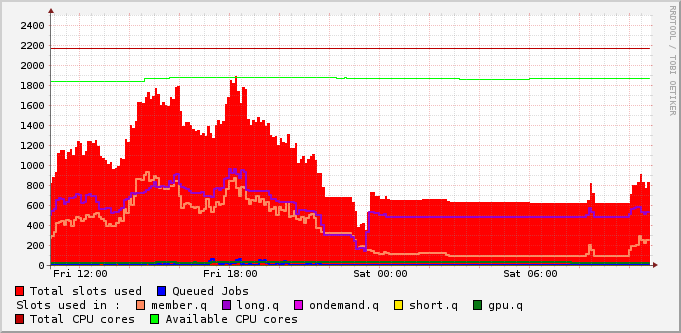 2400
2200
2000
1800
1600
1400
1200
1000
800
600
400
200
0
Fri 12:00 Fri 18:00 Sat 00:00 Sat 06:00
RRDTOOL / TOBI OETIKER
Total slots used Queued Jobs
Slots used in : member.q long.q ondemand.q short.q gpu.q
Total CPU cores Available CPU cores